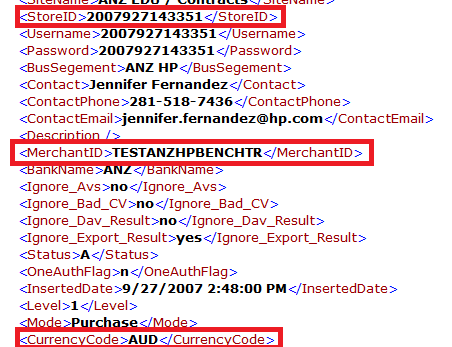 <SiteName>ANZ EDU / Contracts</SiteName>
<StoreID>2007927143351</StoreID>
<Username>2007927143351</Username>
<Password>2007927143351</Password>
<BusSegement>ANZ HP</BusSegement>
<Contact>Jennifer Fernandez</Contact>
<ContactPhone>281-518-7436</ContactPhone>
<ContactEmail>jennifer.fernandez@hp.com</ContactEmail>
<Description />
<MerchantID>TESTANZHPBENCHTR</MerchantID>
<BankName>ANZ</BankName>
<Ignore_Avs>no</Ignore_Avs>
<Ignore_Bad_CV>no</Ignore_Bad_CV>
<Ignore_Dav_Result>no</Ignore_Dav_Result>
<Ignore_Export_Result>yes</Ignore_Export_Result>
<Status>A</Status>
<OneAuthFlag>n</OneAuthFlag>
<InsertedDate>9/27/2007 2:48:00 PM</InsertedDate>
<Level>1</Level>
<Mode>Purchase</Mode>
<CurrencyCode>AUD</CurrencyCode>